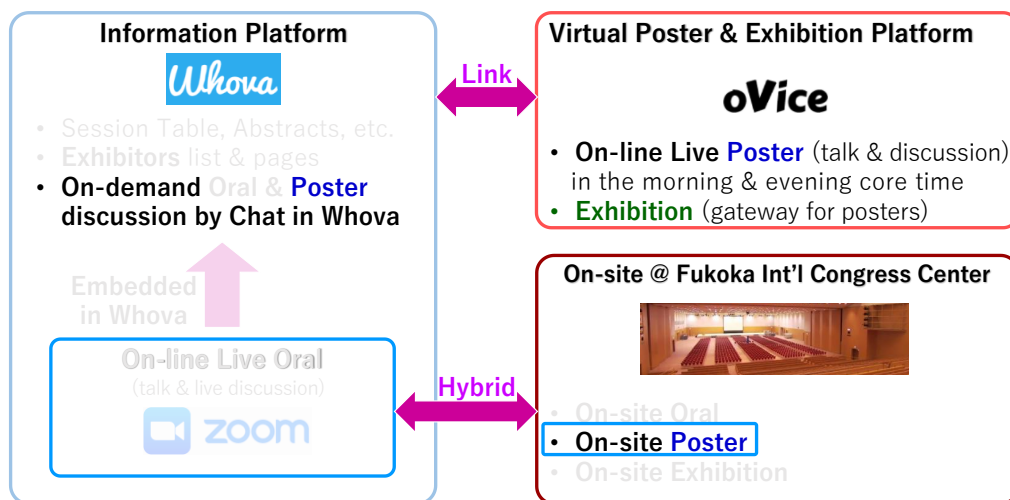 Information Platform
Whova
• Session Table, Abstracts, etc.
• Exhibitors list & pages
• On-demand Oral & Poster
discussion by Chat in Whova
Embedded
in Whova
On-line Live Oral
(talk & live discussion)
zoom
Link
Hybrid
Virtual Poster & Exhibition Platform
oVice
• On-line Live Poster (talk & discussion)
in the morning & evening core time
• Exhibition (gateway for posters)
On-site @ Fukoka Int'l Congress Center
• On-site Oral
• On-site Poster
• On-site Exhibition